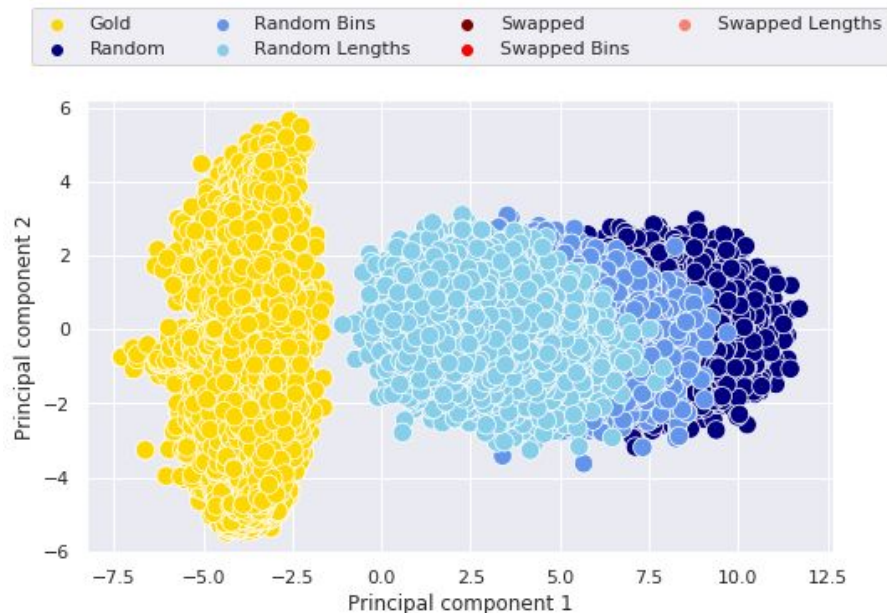 Gold Random Bins Swapped Swapped Lengths
Random Random Lengths Swapped Bins
6
4
2
0
−2
−4
−6
Principal component 2
−7.5 −5.0 −2.5 0.0 2.5 5.0 7.5 10.0 12.5
Principal component 1